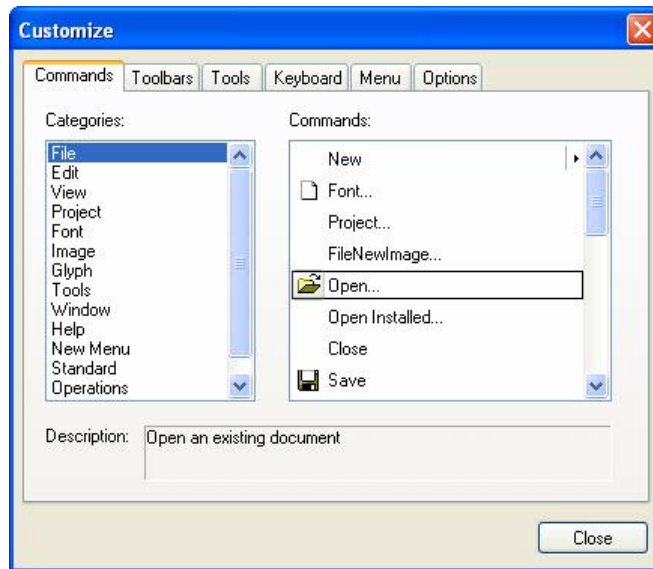 Customize
Commands Toolbars Tools Keyboard Menu Options
Categories:
File
Edit
View
Project
Font
Image
Glyph
Tools
Window
Help
New Menu
Standard
Operations
Commands:
New
Font...
Project...
FileNewImage...
Open...
Open Installed...
Close
Save
Description: Open an existing document
Close